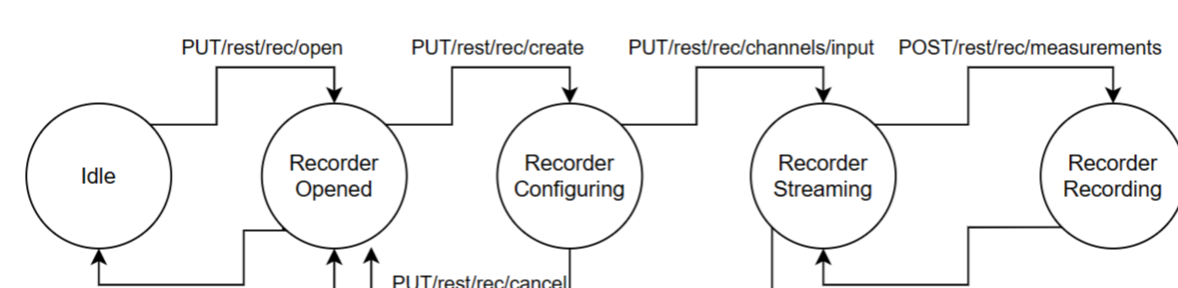 PUT/rest/rec/open
PUT/rest/rec/create
PUT/rest/rec/channels/input
POST/rest/rec/measurements
Idle
Recorder
Opened
Recorder
Configuring
Recorder
Streaming
Recorder
Recording
PUT/rest/rec/cancel